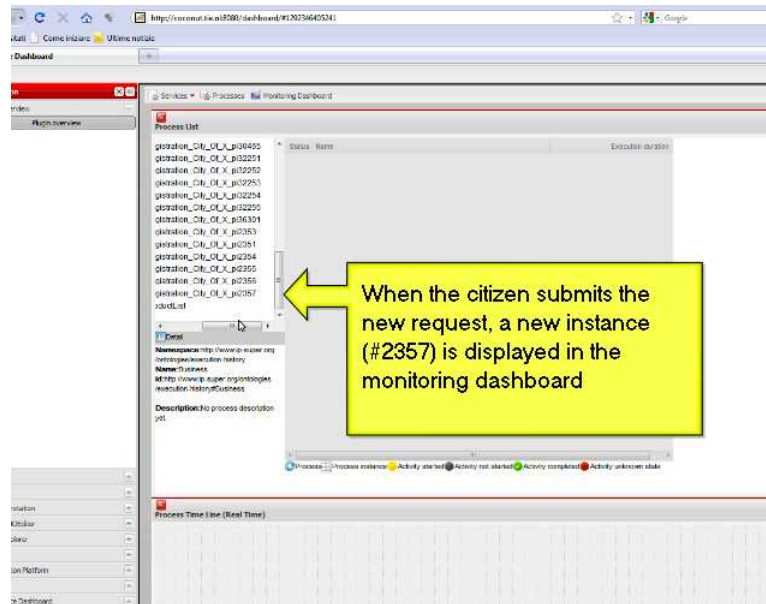 http://coconut.tie.nl:8080/dashboard/#1292346405241
Google
Come iniziare Ultime notizie
Dashboard
Plugin overview
Services Processes Monitoring Dashboard
Process List
gistration_City_Of_X_pi30455
gistration_City_Of_X_pi32251
gistration_City_Of_X_pi32252
gistration_City_Of_X_pi32253
gistration_City_Of_X_pi32254
gistration_City_Of_X_pi32255
gistration_City_Of_X_pi36301
gistration_City_Of_X_pi2353
gistration_City_Of_X_pi2351
gistration_City_Of_X_pi2354
gistration_City_Of_X_pi2355
gistration_City_Of_X_pi2356
gistration_City_Of_X_pi2357
oductList
Status Name Execution duration
When the citizen submits the
new request, a new instance
(#2357) is displayed in the
monitoring dashboard
Detail
Namespace:http://www.ip-super.org
/ontologies/execution-history
Name:Business
Id:http://www.ip-super.org/ontologies
/execution-history#Business
Description:No process description
yet.
Process Process instance Activity started Activity not started Activity completed Activity unknown state
Process Time Line (Real Time)
on Platform
e Dashboard